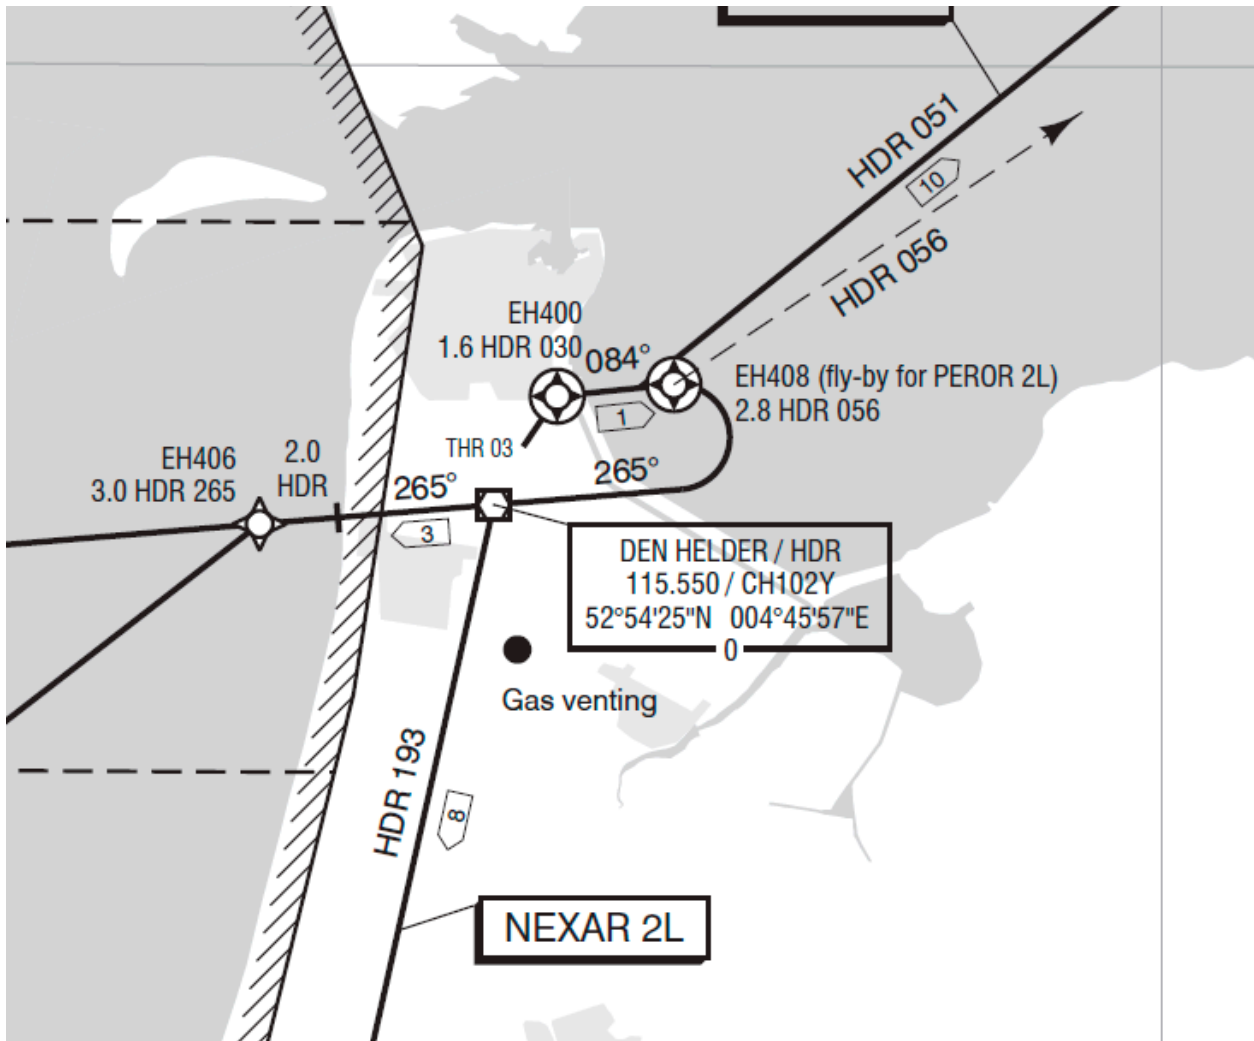 HDR 051
10
HDR 056
EH400
1.6 HDR 030
084°
1
EH408 (fly-by for PEROR 2L)
2.8 HDR 056
THR 03
EH406
3.0 HDR 265
2.0
HDR
265°
265°
3
DEN HELDER / HDR
115.550 / CH102Y
52°54'25"N 004°45'57"E
0
Gas venting
HDR 193
8
NEXAR 2L